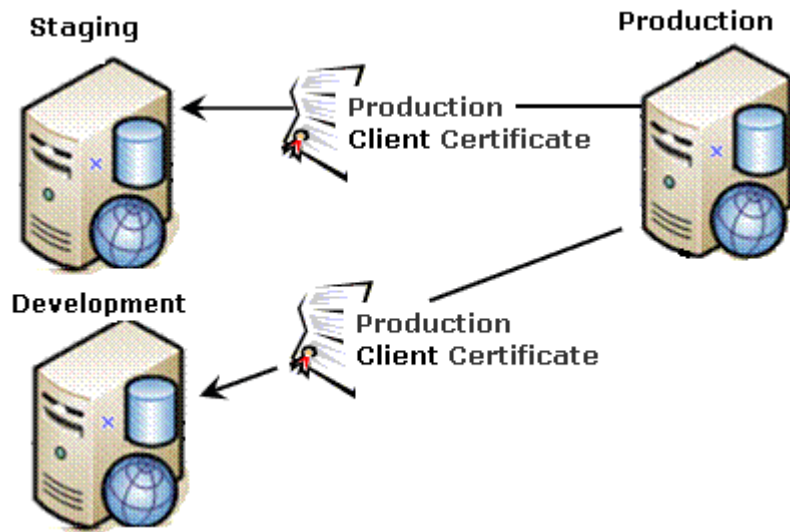 Staging
Production
Production
Client Certificate
Development
Production
Client Certificate